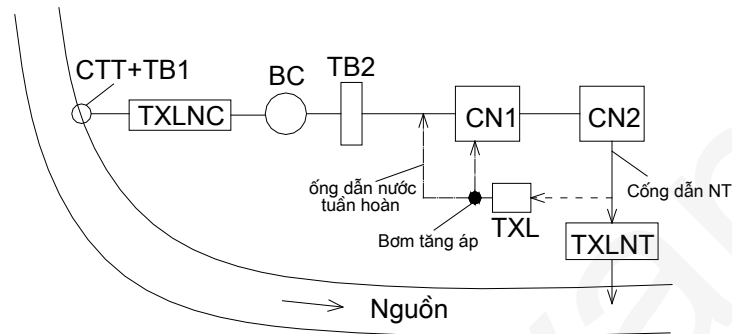 CTT+TB1
TXLNC
BC
TB2
CN1
CN2
ống dẫn nước
tuần hoàn
Bơm tăng áp
TXL
Cống dẫn NT
TXLNT
Nguồn